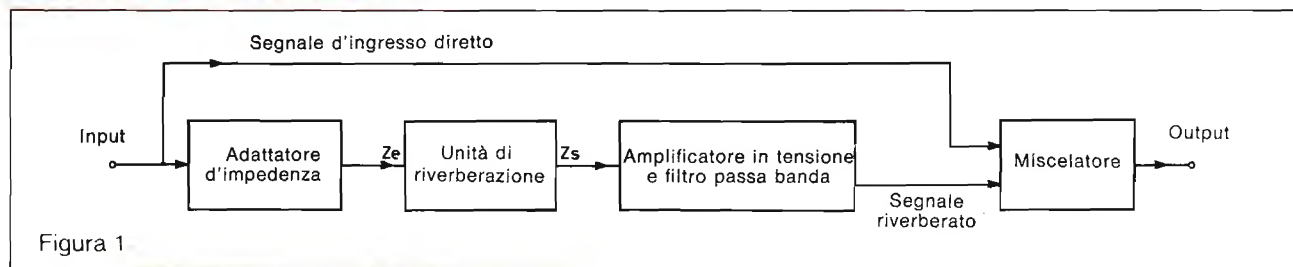 Segnale d'ingresso diretto
Input
Adattatore
d'impedenza
Ze
Unità di
riverberazione
Zs
Amplificatore in tensione
e filtro passa banda
Segnale
riverberato
Miscelatore
Output
Figura 1